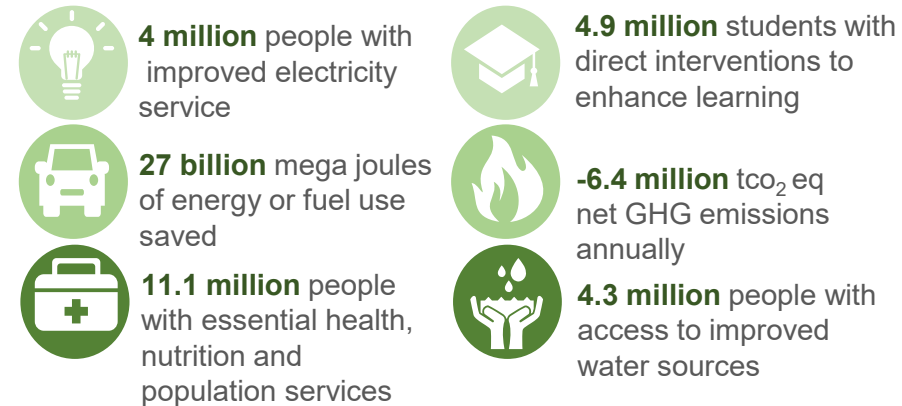 4 million people with
improved electricity
service
27 billion mega joules
of energy or fuel use
saved
11.1 million people
with essential health,
nutrition and
population services
4.9 million students with
direct interventions to
enhance learning
-6.4 million tco₂ eq
net GHG emissions
annually
4.3 million people with
access to improved
water sources